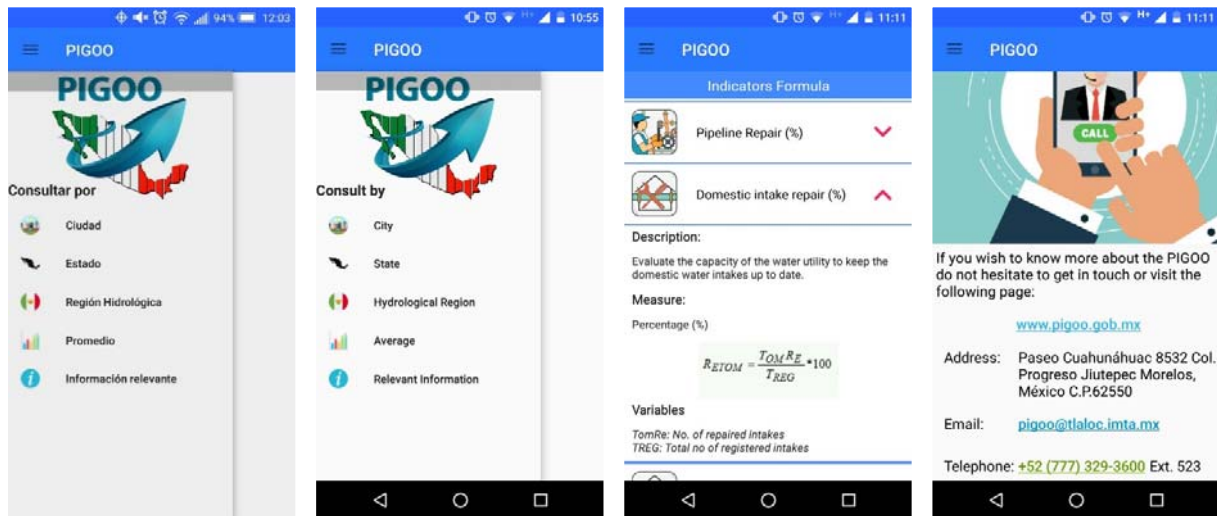 94% 12:03
PIGOO
PIGOO
Consultar por
Ciudad
Estado
Región Hidrológica
Promedio
Información relevante
H+ 10:55
PIGOO
PIGOO
Consult by
City
State
Hydrological Region
Average
Relevant Information
H+ 11:11
PIGOO
Indicators Formula
Pipeline Repair (%)
Domestic intake repair (%)
Description:
Evaluate the capacity of the water utility to keep the
domestic water intakes up to date.
Measure:
Percentage (%)
R_ETOM = T_OM R_E / T_REG *100
Variables
TomRe: No. of repaired intakes
TREG: Total no of registered intakes
H+ 11:11
PIGOO
CALL
If you wish to know more about the PIGOO
do not hesitate to get in touch or visit the
following page:
www.pigoo.gob.mx
Address: Paseo Cuahunáhuac 8532 Col.
Progreso Jiutepec Morelos,
México C.P.62550
Email: pigoo@tlaloc.imta.mx
Telephone: +52 (777) 329-3600 Ext. 523